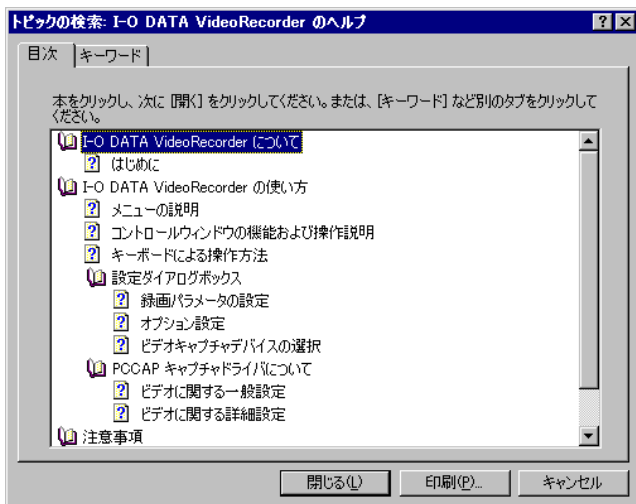 トピックの検索: I-O DATA VideoRecorder のヘルプ
目次 キーワード
本をクリックし、次に [開く] をクリックしてください。または、[キーワード] など別のタブをクリックして
ください。
I-O DATA VideoRecorder について
はじめに
I-O DATA VideoRecorder の使い方
メニューの説明
コントロールウィンドウの機能および操作説明
キーボードによる操作方法
設定ダイアログボックス
録画パラメータの設定
オプション設定
ビデオキャプチャデバイスの選択
PCCAP キャプチャドライバについて
ビデオに関する一般設定
ビデオに関する詳細設定
注意事項
閉じる(L) 印刷(P)... キャンセル